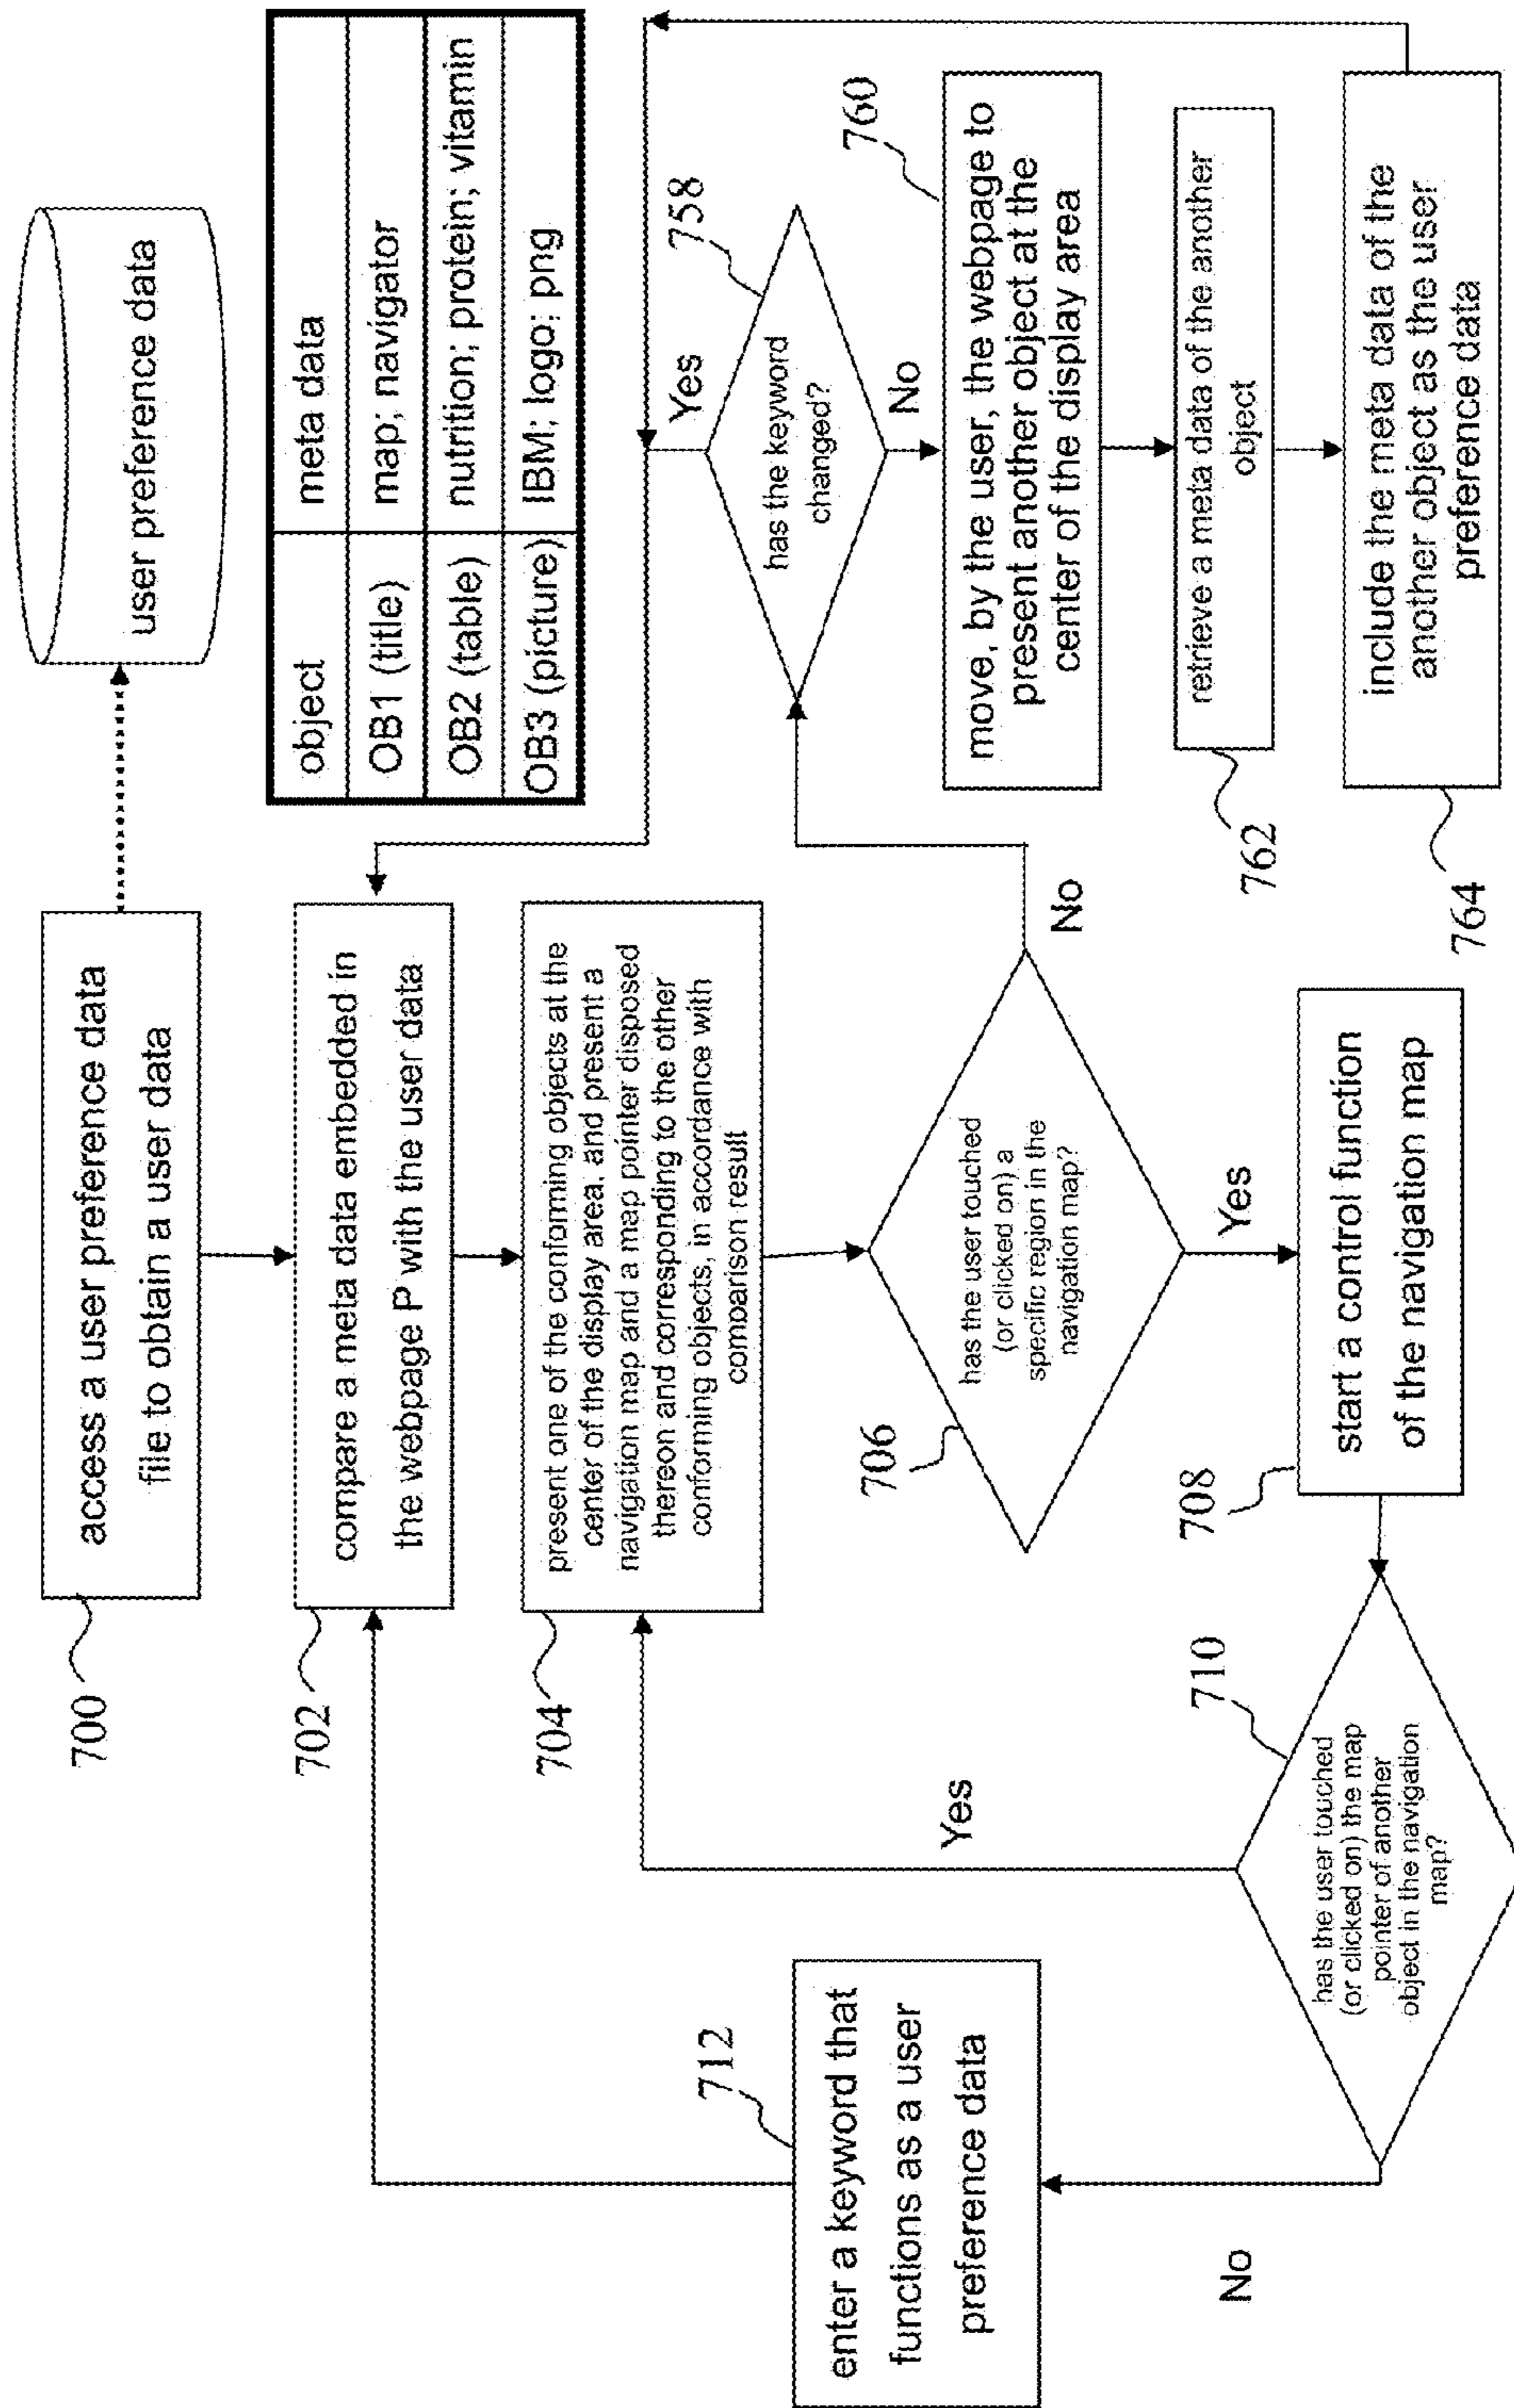 700
access a user preference data
file to obtain a user data
user preference data
702
compare a meta data embedded in
the webpage P with the user data
object
meta data
OB1 (title)
map; navigator
OB2 (table)
nutrition; protein; vitamin
OB3 (picture)
IBM; logo; png
704
present one of the conforming objects at the
center of the display area, and present a
navigation map and a map pointer disposed
thereon and corresponding to the other
conforming objects, in accordance with
comparison result
706
has the user touched
(or clicked on) a
specific region in the
navigation map?
No
Yes
708
start a control function
of the navigation map
710
has the user touched
(or clicked on) the map
pointer of another
object in the navigation
map?
Yes
No
712
enter a keyword that
functions as a user
preference data
758
has the keyword
changed?
Yes
No
760
move, by the user, the webpage to
present another object at the
center of the display area
762
retrieve a meta data of the another
object
764
include the meta data of the
another object as the user
preference data